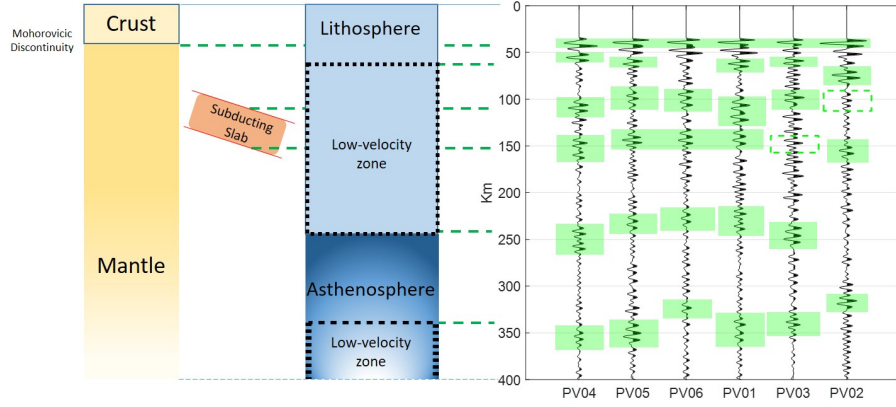 Crust
Mohorovicic
Discontinuity
Subducting
Slab
Mantle
Lithosphere
Low-velocity
zone
Asthenosphere
Low-velocity
zone
Km
0
50
100
150
200
250
300
350
400
PV04 PV05 PV06 PV01 PV03 PV02